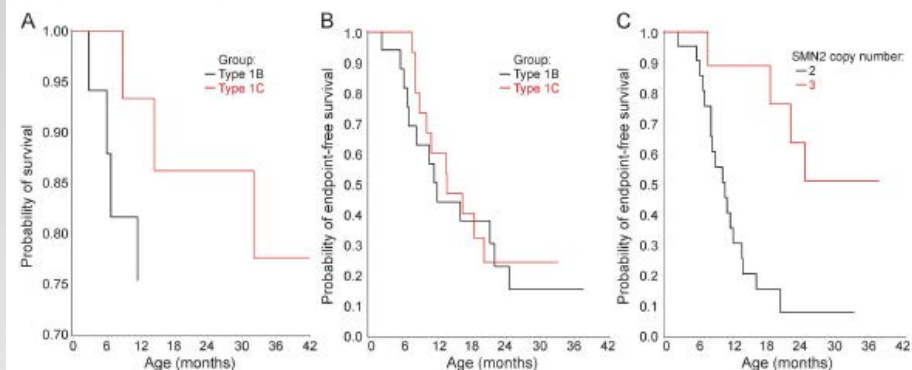 A
Probability of survival
1.00
0.95
0.90
0.85
0.80
0.75
0.70
Group:
Type 1B
Type 1C
0 6 12 18 24 30 36 42
Age (months)
B
Probability of endpoint-free survival
1.0
0.9
0.8
0.7
0.6
0.5
0.4
0.3
0.2
0.1
0.0
Group:
Type 1B
Type 1C
0 6 12 18 24 30 36 42
Age (months)
C
Probability of endpoint-free survival
1.0
0.9
0.8
0.7
0.6
0.5
0.4
0.3
0.2
0.1
0.0
SMN2 copy number:
2
3
0 6 12 18 24 30 36 42
Age (months)